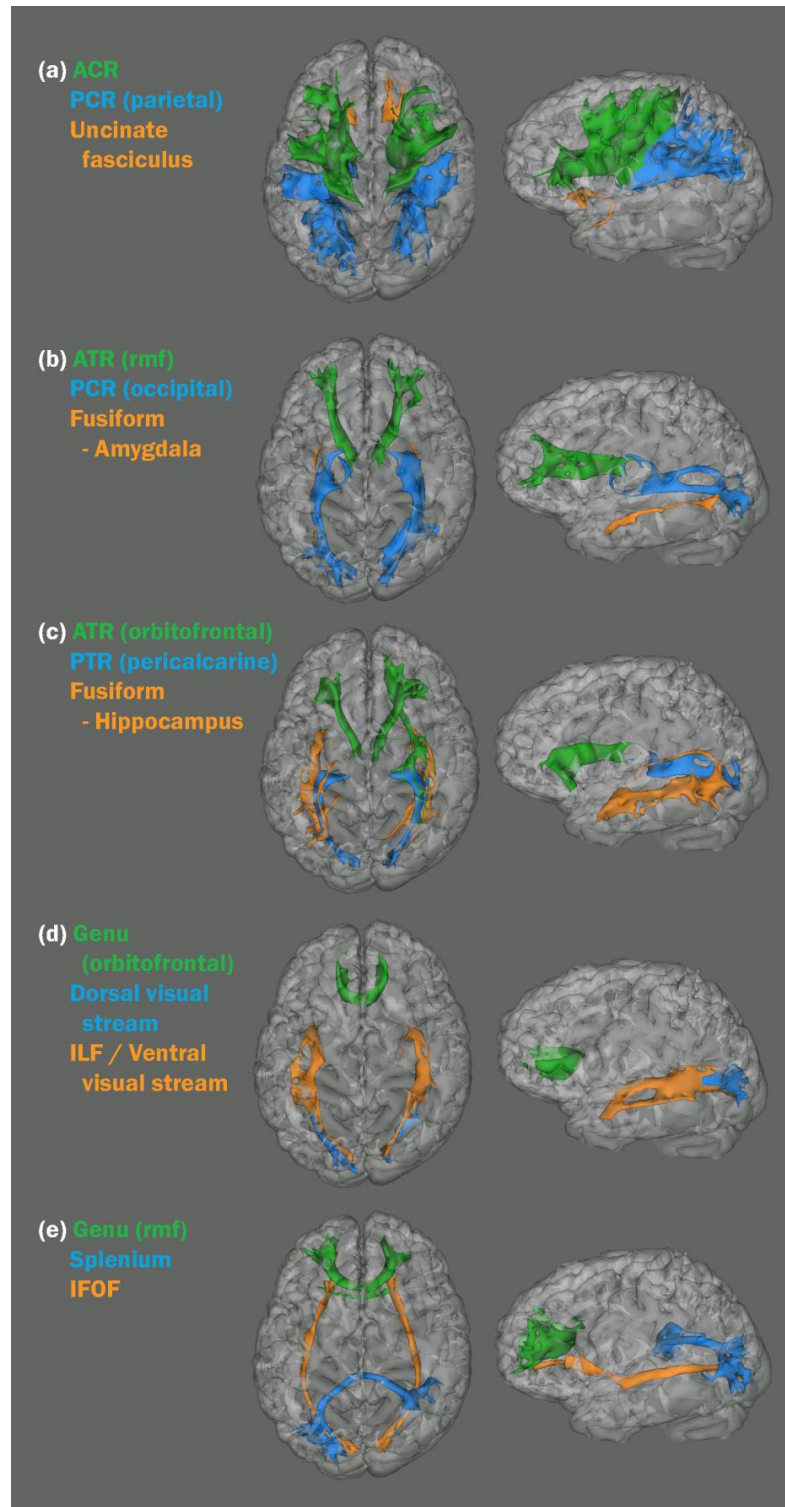 (a) ACR
PCR (parietal)
Uncinate
fasciculus
(b) ATR (rmf)
PCR (occipital)
Fusiform
- Amygdala
(c) ATR (orbitofrontal)
PTR (pericalcarine)
Fusiform
- Hippocampus
(d) Genu
(orbitofrontal)
Dorsal visual
stream
ILF / Ventral
visual stream
(e) Genu (rmf)
Splenium
IFOF